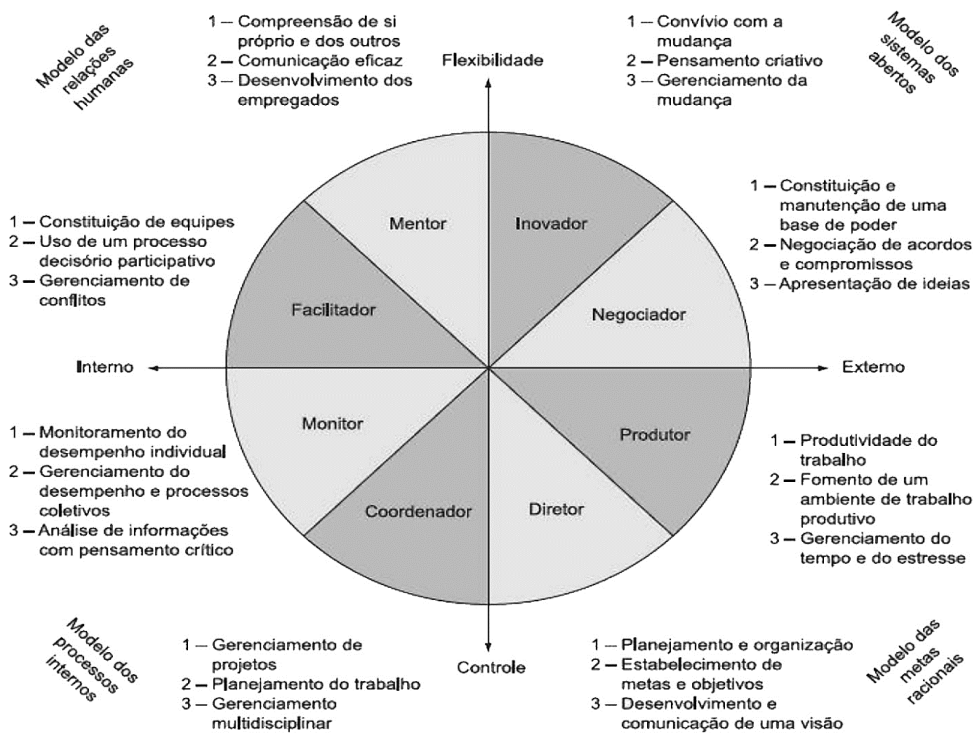 Modelo das
relações
humanas
1 – Compreensão de si
próprio e dos outros
2 – Comunicação eficaz
3 – Desenvolvimento dos
empregados
Flexibilidade
1 – Convívio com a
mudança
2 – Pensamento criativo
3 – Gerenciamento da
mudança
Modelo dos
sistemas
abertos
1 – Constituição de equipes
2 – Uso de um processo
decisório participativo
3 – Gerenciamento de
conflitos
Mentor
Inovador
Facilitador
Negociador
1 – Constituição e
manutenção de uma
base de poder
2 – Negociação de acordos
e compromissos
3 – Apresentação de ideias
Interno
Externo
1 – Monitoramento do
desempenho individual
2 – Gerenciamento do
desempenho e processos
coletivos
3 – Análise de informações
com pensamento crítico
Monitor
Produtor
Coordenador
Diretor
1 – Produtividade do
trabalho
2 – Fomento de um
ambiente de trabalho
produtivo
3 – Gerenciamento do
tempo e do estresse
Modelo dos
processos
internos
1 – Gerenciamento de
projetos
2 – Planejamento do trabalho
3 – Gerenciamento
multidisciplinar
Controle
1 – Planejamento e organização
2 – Estabelecimento de
metas e objetivos
3 – Desenvolvimento e
comunicação de uma visão
Modelo das
metas
racionais